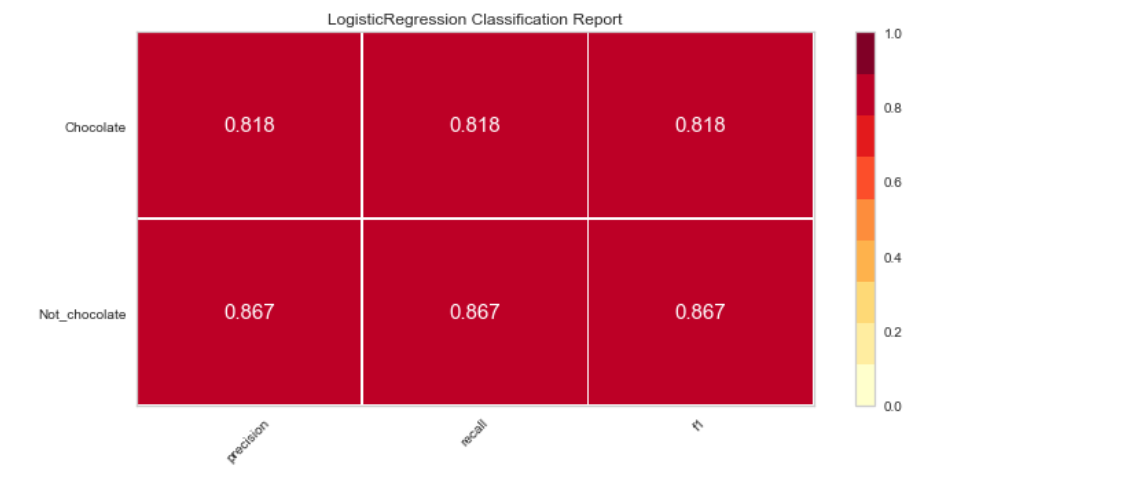 LogisticRegression Classification Report
Chocolate 0.818 0.818 0.818
Not_chocolate 0.867 0.867 0.867
precision recall f1
1.0
0.8
0.6
0.4
0.2
0.0